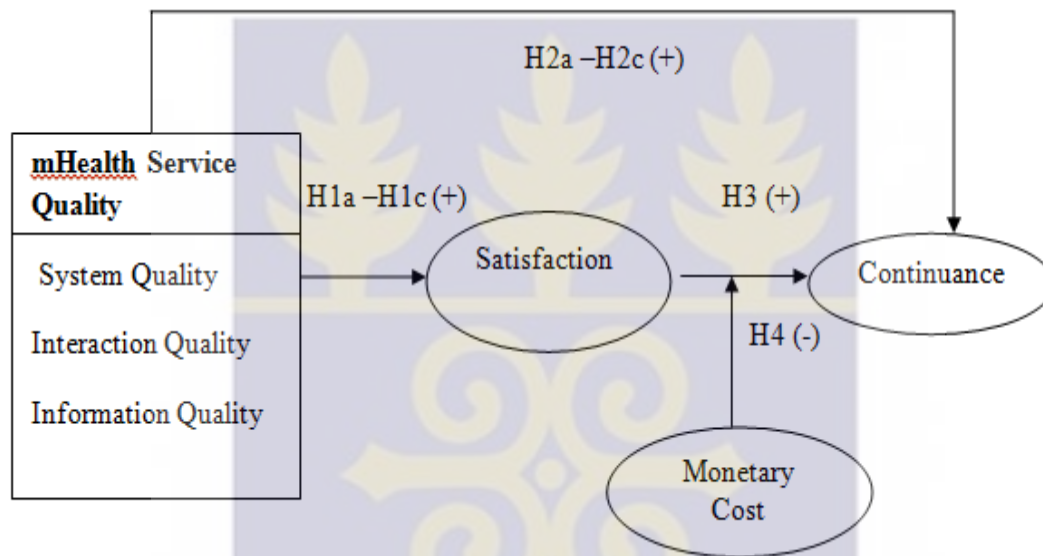 H2a –H2c (+)
mHealth Service
Quality
H1a –H1c (+)
H3 (+)
System Quality
Satisfaction
Continuance
Interaction Quality
H4 (-)
Information Quality
Monetary
Cost